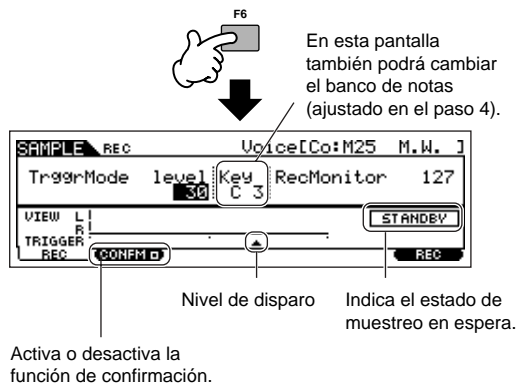 F6
En esta pantalla
también podrá cambiar
el banco de notas
(ajustado en el paso 4).
SAMPLE REC Voice[Co:M25 M.W. ]
TrggrMode level Key RecMonitor 127
30 C 3
VIEW L
R
STANDBY
TRIGGER
REC CONFM REC
Nivel de disparo
Indica el estado de
muestreo en espera.
Activa o desactiva la
función de confirmación.